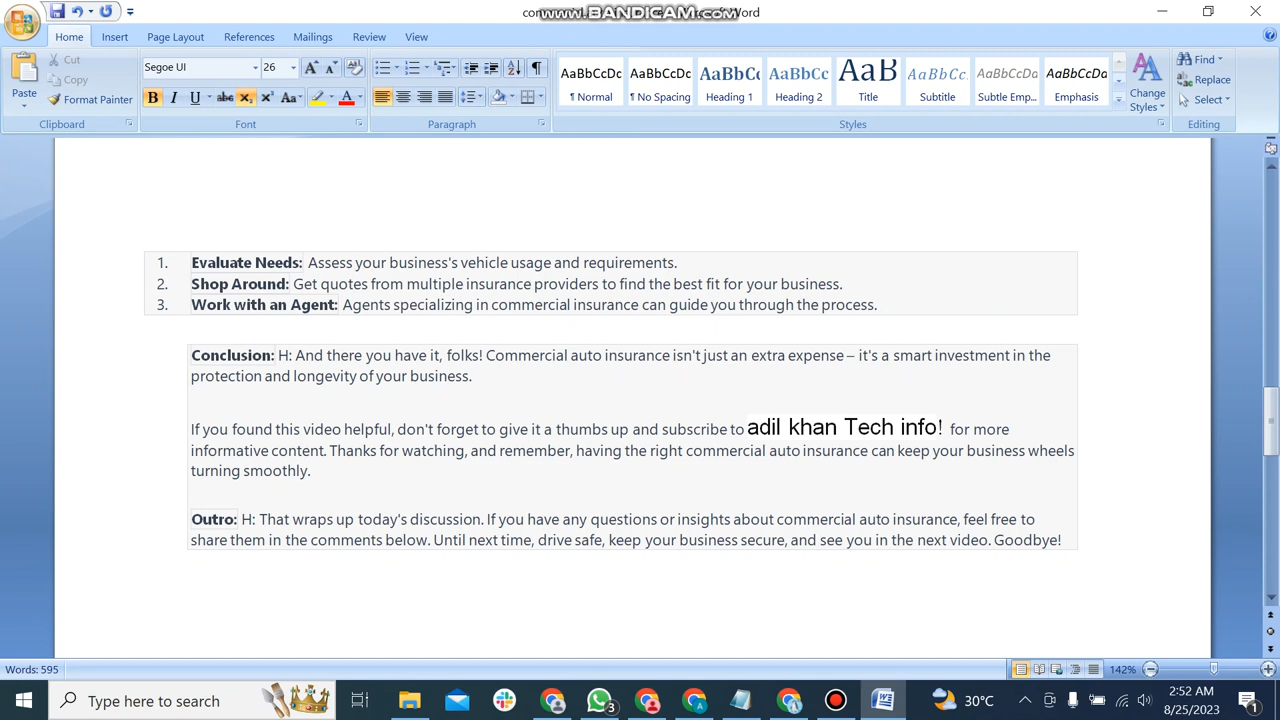 www.BANDICAM.com
Word
Home Insert Page Layout References Mailings Review View
Paste
Cut
Copy
Format Painter
Clipboard
Segoe UI 26
B I U abc X₂ X² Aa
Font
Paragraph
AaBbCcDc AaBbCcDc AaBbCc AaBbCc AaB AaBbCc. AaBbCcDa AaBbCcDc
¶ Normal ¶ No Spacing Heading 1 Heading 2 Title Subtitle Subtle Emp... Emphasis
Change Styles
Styles
Find
Replace
Select
Editing
1. Evaluate Needs: Assess your business's vehicle usage and requirements.
2. Shop Around: Get quotes from multiple insurance providers to find the best fit for your business.
3. Work with an Agent: Agents specializing in commercial insurance can guide you through the process.
Conclusion: H: And there you have it, folks! Commercial auto insurance isn't just an extra expense – it's a smart investment in the
protection and longevity of your business.
If you found this video helpful, don't forget to give it a thumbs up and subscribe to adil khan Tech info! for more
informative content. Thanks for watching, and remember, having the right commercial auto insurance can keep your business wheels
turning smoothly.
Outro: H: That wraps up today's discussion. If you have any questions or insights about commercial auto insurance, feel free to
share them in the comments below. Until next time, drive safe, keep your business secure, and see you in the next video. Goodbye!
Words: 595
142%
Type here to search
3
30°C
2:52 AM
8/25/2023
1